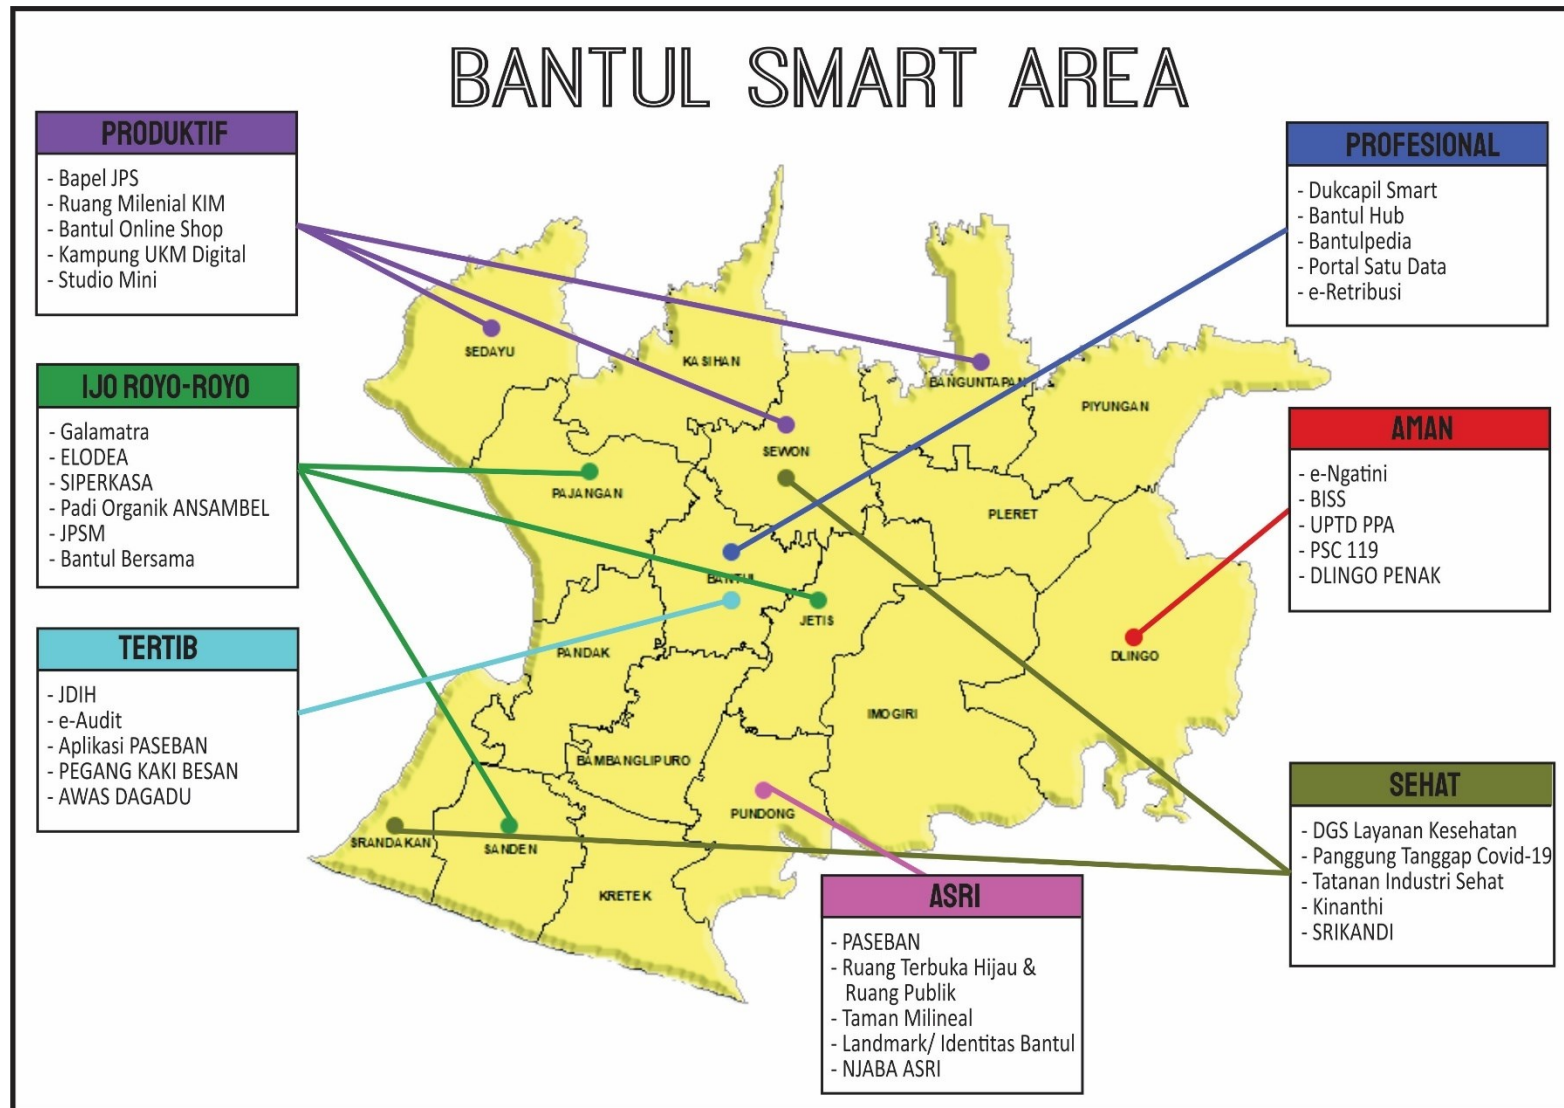 BANTUL SMART AREA
PRODUKTIF
- Bapel JPS
- Ruang Milenial KIM
- Bantul Online Shop
- Kampung UKM Digital
- Studio Mini
IJO ROYO-ROYO
- Galamatra
- ELODEA
- SIPERKASA
- Padi Organik ANSAMBEL
- JPSM
- Bantul Bersama
TERTIB
- JDIH
- e-Audit
- Aplikasi PASEBAN
- PEGANG KAKI BESAN
- AWAS DAGADU
SEDAYU
KASIHAN
BANGUNTAPAN
PIYUNGAN
SEWON
PAJANGAN
PLERET
BANTUL
JETIS
PANDAK
DLINGO
IMOGIRI
BAMBANGLIPURO
PUNDONG
SRANDAKAN
SANDEN
KRETEK
PROFESIONAL
- Dukcapil Smart
- Bantul Hub
- Bantulpedia
- Portal Satu Data
- e-Retribusi
AMAN
- e-Ngatini
- BISS
- UPTD PPA
- PSC 119
- DLINGO PENAK
SEHAT
- DGS Layanan Kesehatan
- Panggung Tanggap Covid-19
- Tatanan Industri Sehat
- Kinanthi
- SRIKANDI
ASRI
- PASEBAN
- Ruang Terbuka Hijau &
Ruang Publik
- Taman Milineal
- Landmark/ Identitas Bantul
- NJABA ASRI